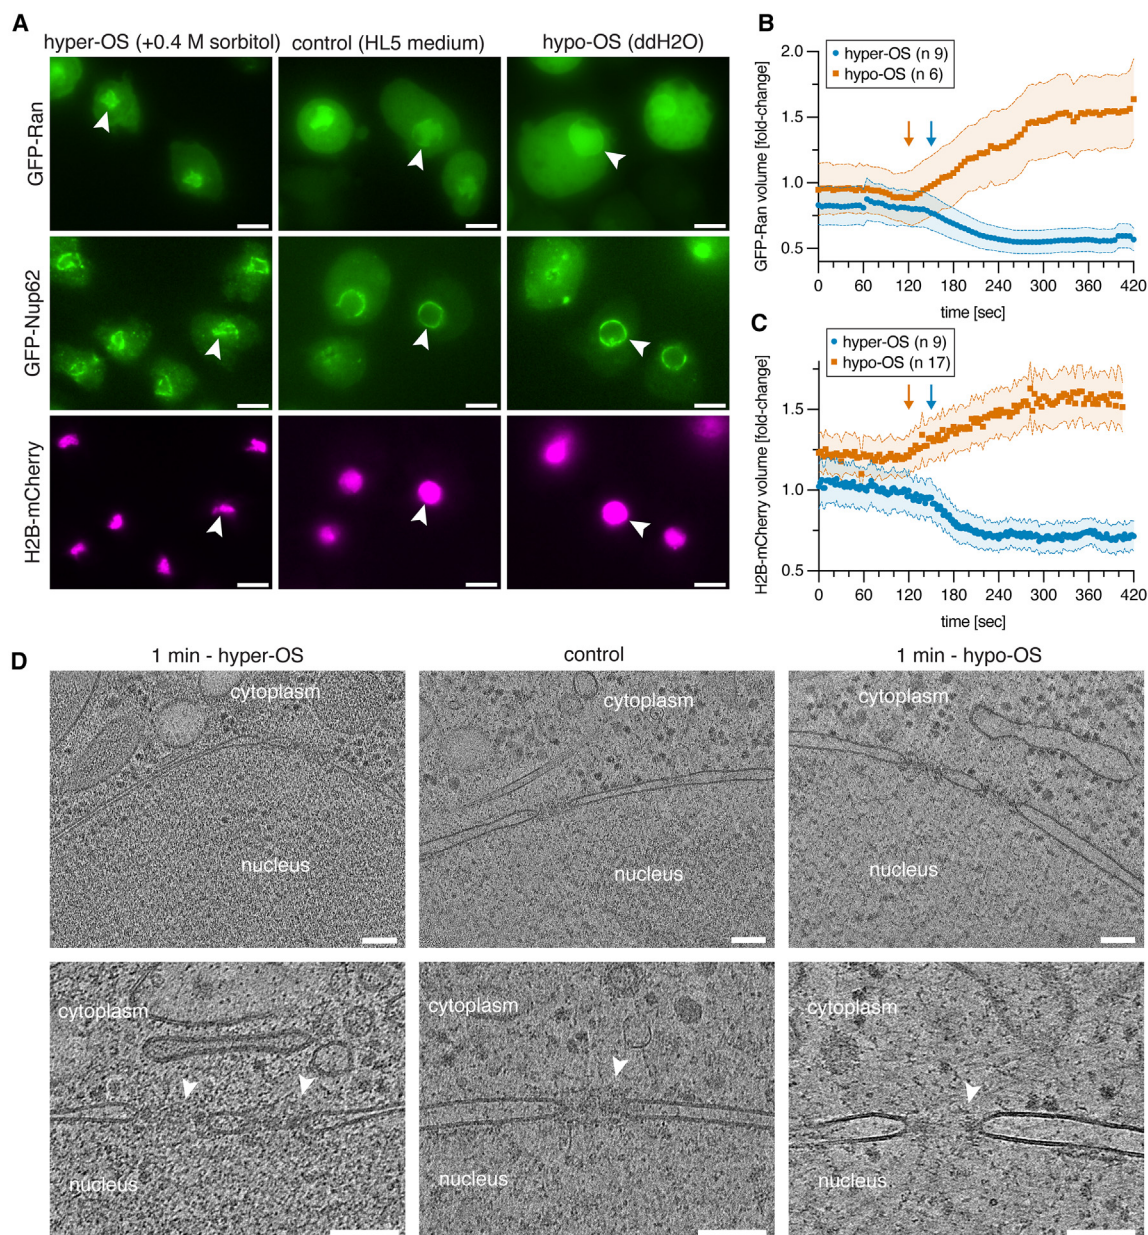 A
hyper-OS (+0.4 M sorbitol)
control (HL5 medium)
hypo-OS (ddH2O)
GFP-Ran
GFP-Nup62
H2B-mCherry
B
hyper-OS (n 9)
hypo-OS (n 6)
GFP-Ran volume [fold-change]
2.0
1.5
1.0
0.5
0 60 120 180 240 300 360 420
time [sec]
C
hyper-OS (n 9)
hypo-OS (n 17)
H2B-mCherry volume [fold-change]
1.5
1.0
0.5
0 60 120 180 240 300 360 420
time [sec]
D
1 min - hyper-OS
control
1 min - hypo-OS
cytoplasm
nucleus
cytoplasm
nucleus
cytoplasm
nucleus
cytoplasm
nucleus
cytoplasm
nucleus
cytoplasm
nucleus